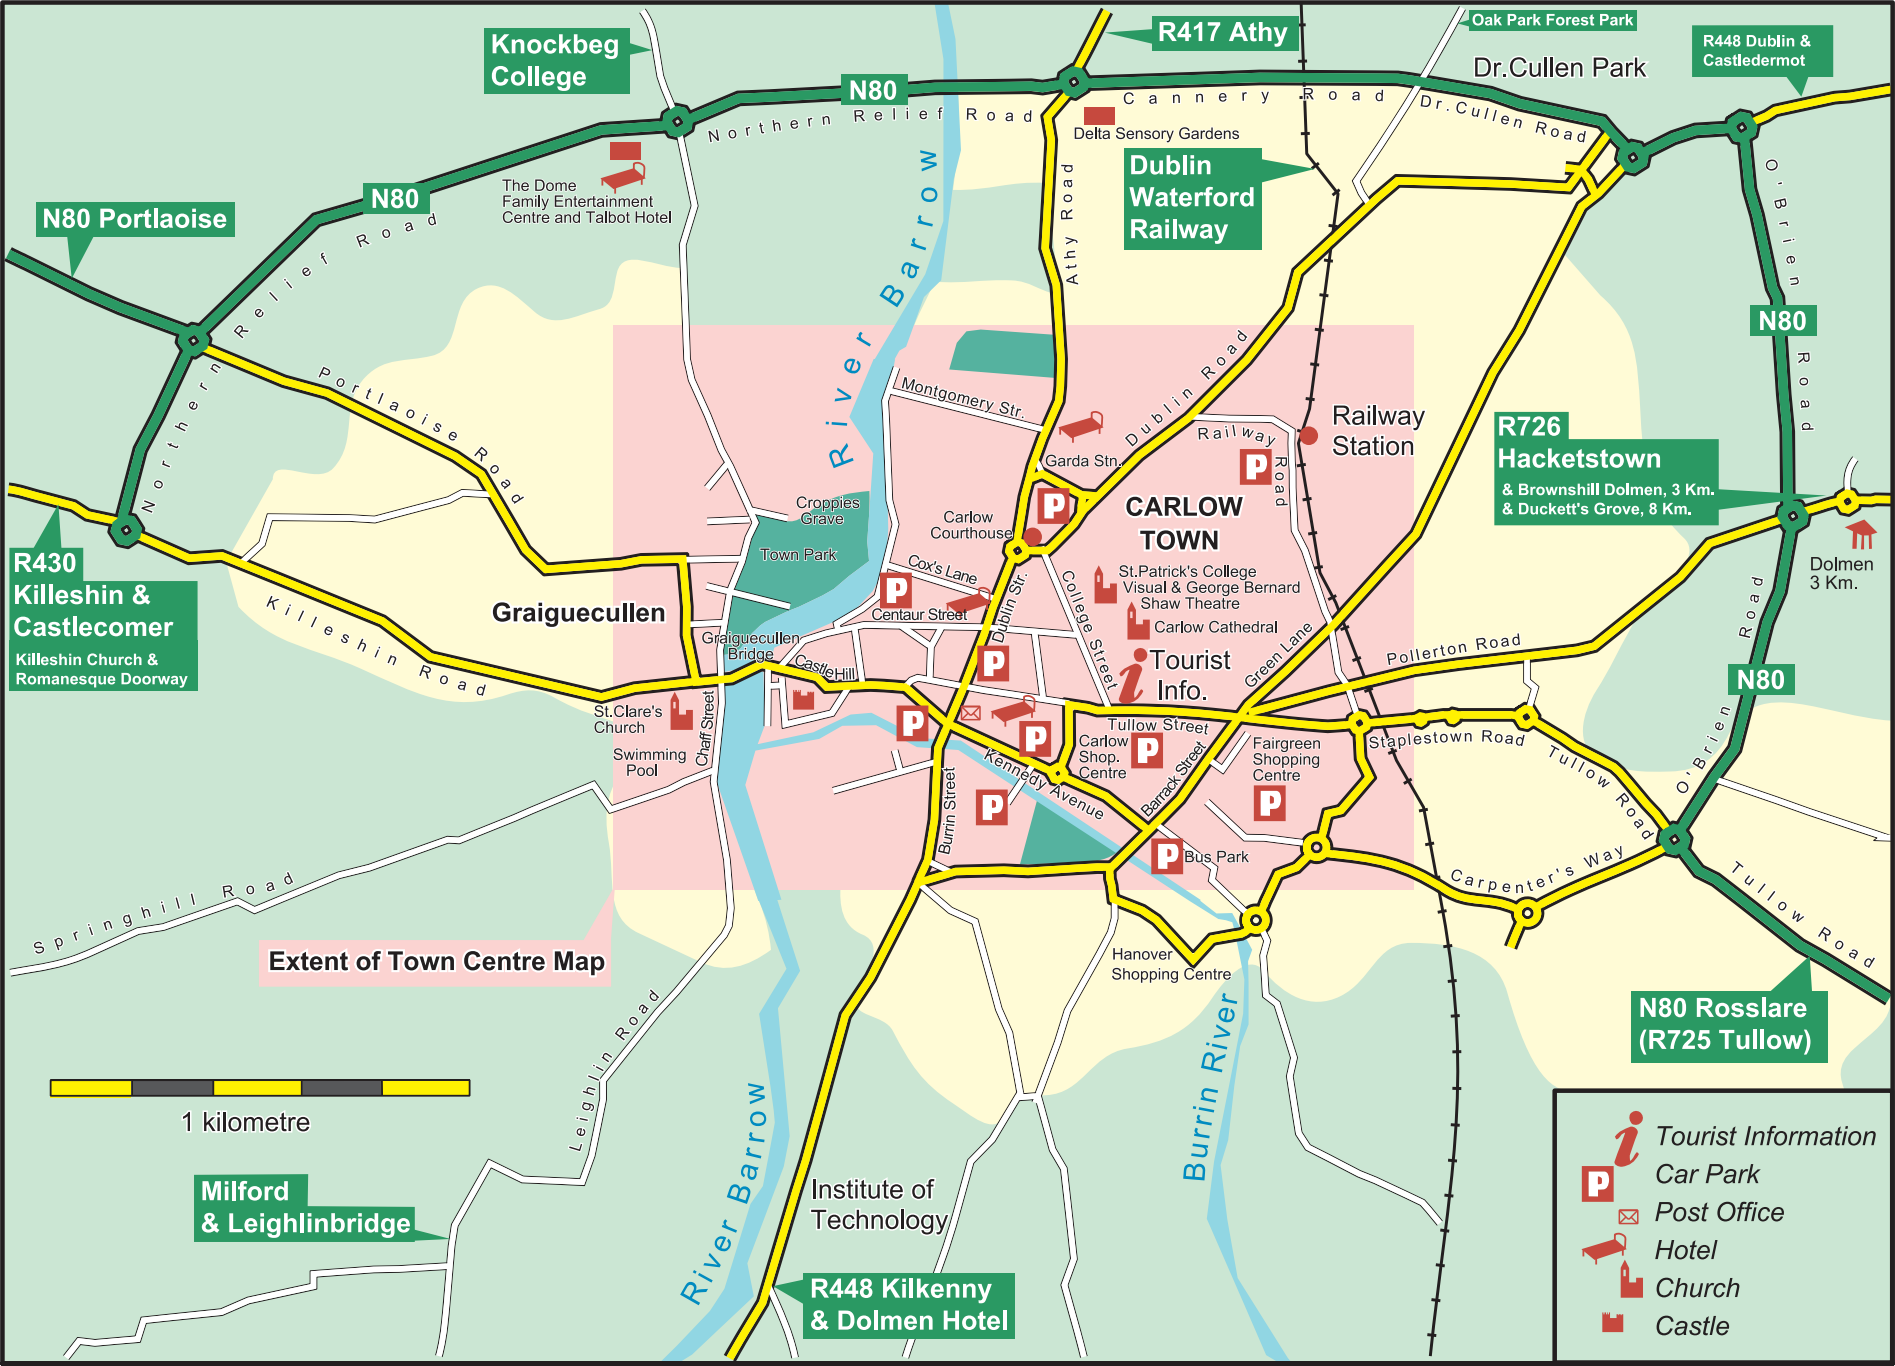 Knockbeg
College
R417 Athy
Oak Park Forest Park
R448 Dublin &
Castledermot
Dr.Cullen Park
N80
Northern Relief Road
Cannery Road
Dr.Cullen Road
Delta Sensory Gardens
Dublin
Waterford
Railway
The Dome
Family Entertainment
Centre and Talbot Hotel
N80
N80 Portlaoise
Northern Relief Road
River Barrow
Athy Road
O'Brien Road
N80
Portlaoise Road
Montgomery Str.
Dublin Road
Railway Road
Railway
Station
Garda Stn.
R726
Hacketstown
& Brownshill Dolmen, 3 Km.
& Duckett's Grove, 8 Km.
Croppies
Grave
Town Park
Carlow
Courthouse
CARLOW
TOWN
Dolmen
3 Km.
R430
Killeshin &
Castlecomer
Killeshin Church &
Romanesque Doorway
Killeshin Road
Graiguecullen
Graiguecullen
Bridge
Cox's Lane
Centaur Street
Dublin Str.
College Street
St.Patrick's College
Visual & George Bernard
Shaw Theatre
Carlow Cathedral
Tourist
Info.
Green Lane
Pollerton Road
O'Brien Road
N80
Castle Hill
St.Clare's
Church
Chaff Street
Swimming
Pool
Tullow Street
Carlow
Shop.
Centre
Kennedy Avenue
Barrack Street
Fairgreen
Shopping
Centre
Staplestown Road
Tullow Road
Burrin Street
Bus Park
Carpenter's Way
Tullow Road
Springhill Road
Extent of Town Centre Map
Hanover
Shopping Centre
N80 Rosslare
(R725 Tullow)
Leighlin Road
Burrin River
River Barrow
1 kilometre
Milford
& Leighlinbridge
Institute of
Technology
R448 Kilkenny
& Dolmen Hotel
P
P
P
P
P
P
P
P
P
P
Tourist Information
P Car Park
Post Office
Hotel
Church
Castle